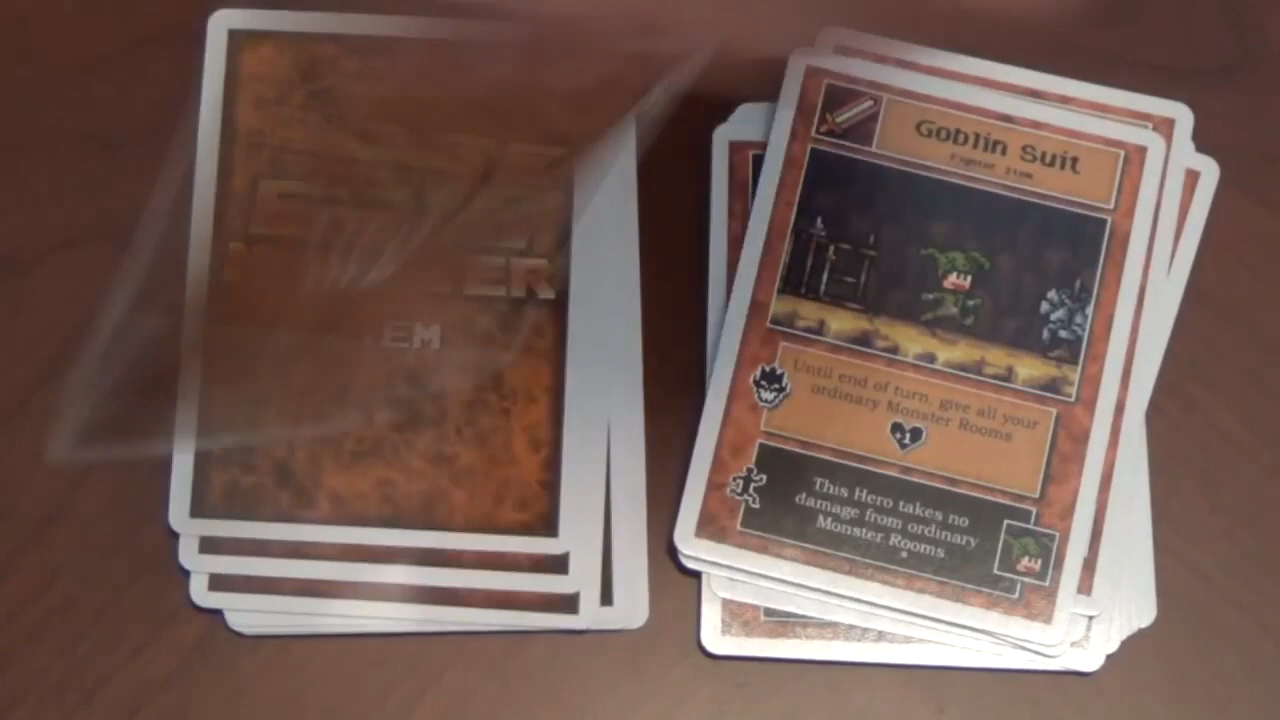 ER
EM
Goblin Suit
Fighter Item
Until end of turn, give all your
ordinary Monster Rooms
+1
This Hero takes no
damage from ordinary
Monster Rooms.